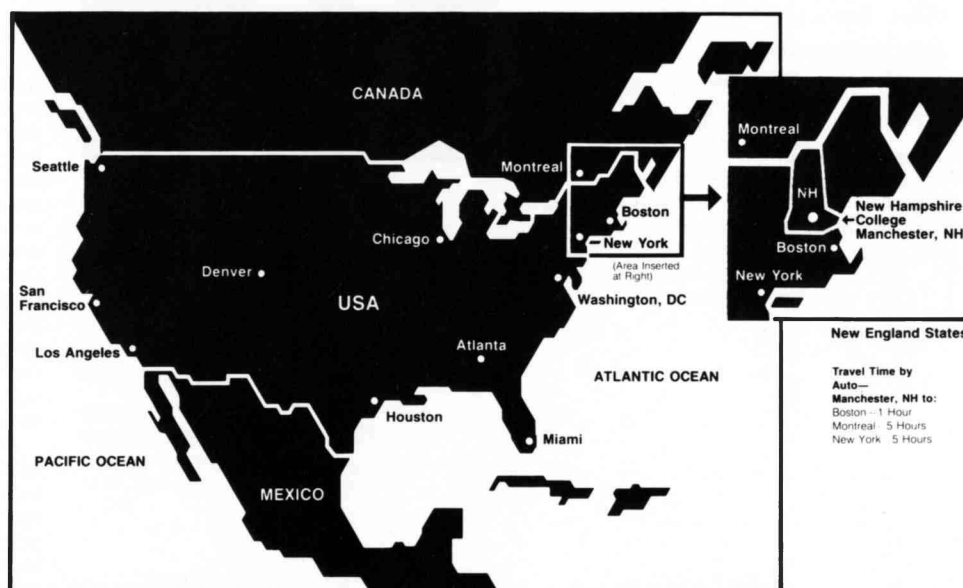 CANADA
Seattle
Montreal
Boston
Chicago
New York
(Area Inserted
at Right)
Denver
USA
Washington, DC
San
Francisco
Los Angeles
Atlanta
ATLANTIC OCEAN
Houston
Miami
PACIFIC OCEAN
MEXICO
Montreal
NH
New Hampshire
College
Manchester, NH
Boston
New York
New England States
Travel Time by
Auto—
Manchester, NH to:
Boston - 1 Hour
Montreal 5 Hours
New York 5 Hours